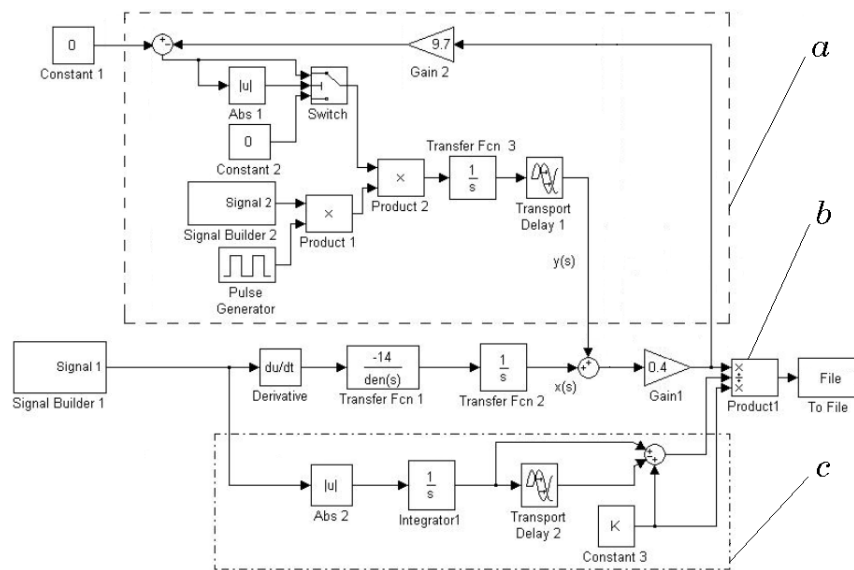 a
0
Constant 1
9.7
Gain 2
|u|
Abs 1
Switch
0
Constant 2
Transfer Fcn 3
1
s
Transport
Delay 1
×
Product 2
Signal 2
Signal Builder 2
×
Product 1
Pulse
Generator
y(s)
b
Signal 1
Signal Builder 1
du/dt
Derivative
-14
den(s)
Transfer Fcn 1
1
s
Transfer Fcn 2
x(s)
0.4
Gain1
×
÷
×
Product1
File
To File
c
|u|
Abs 2
1
s
Integrator1
Transport
Delay 2
K
Constant 3